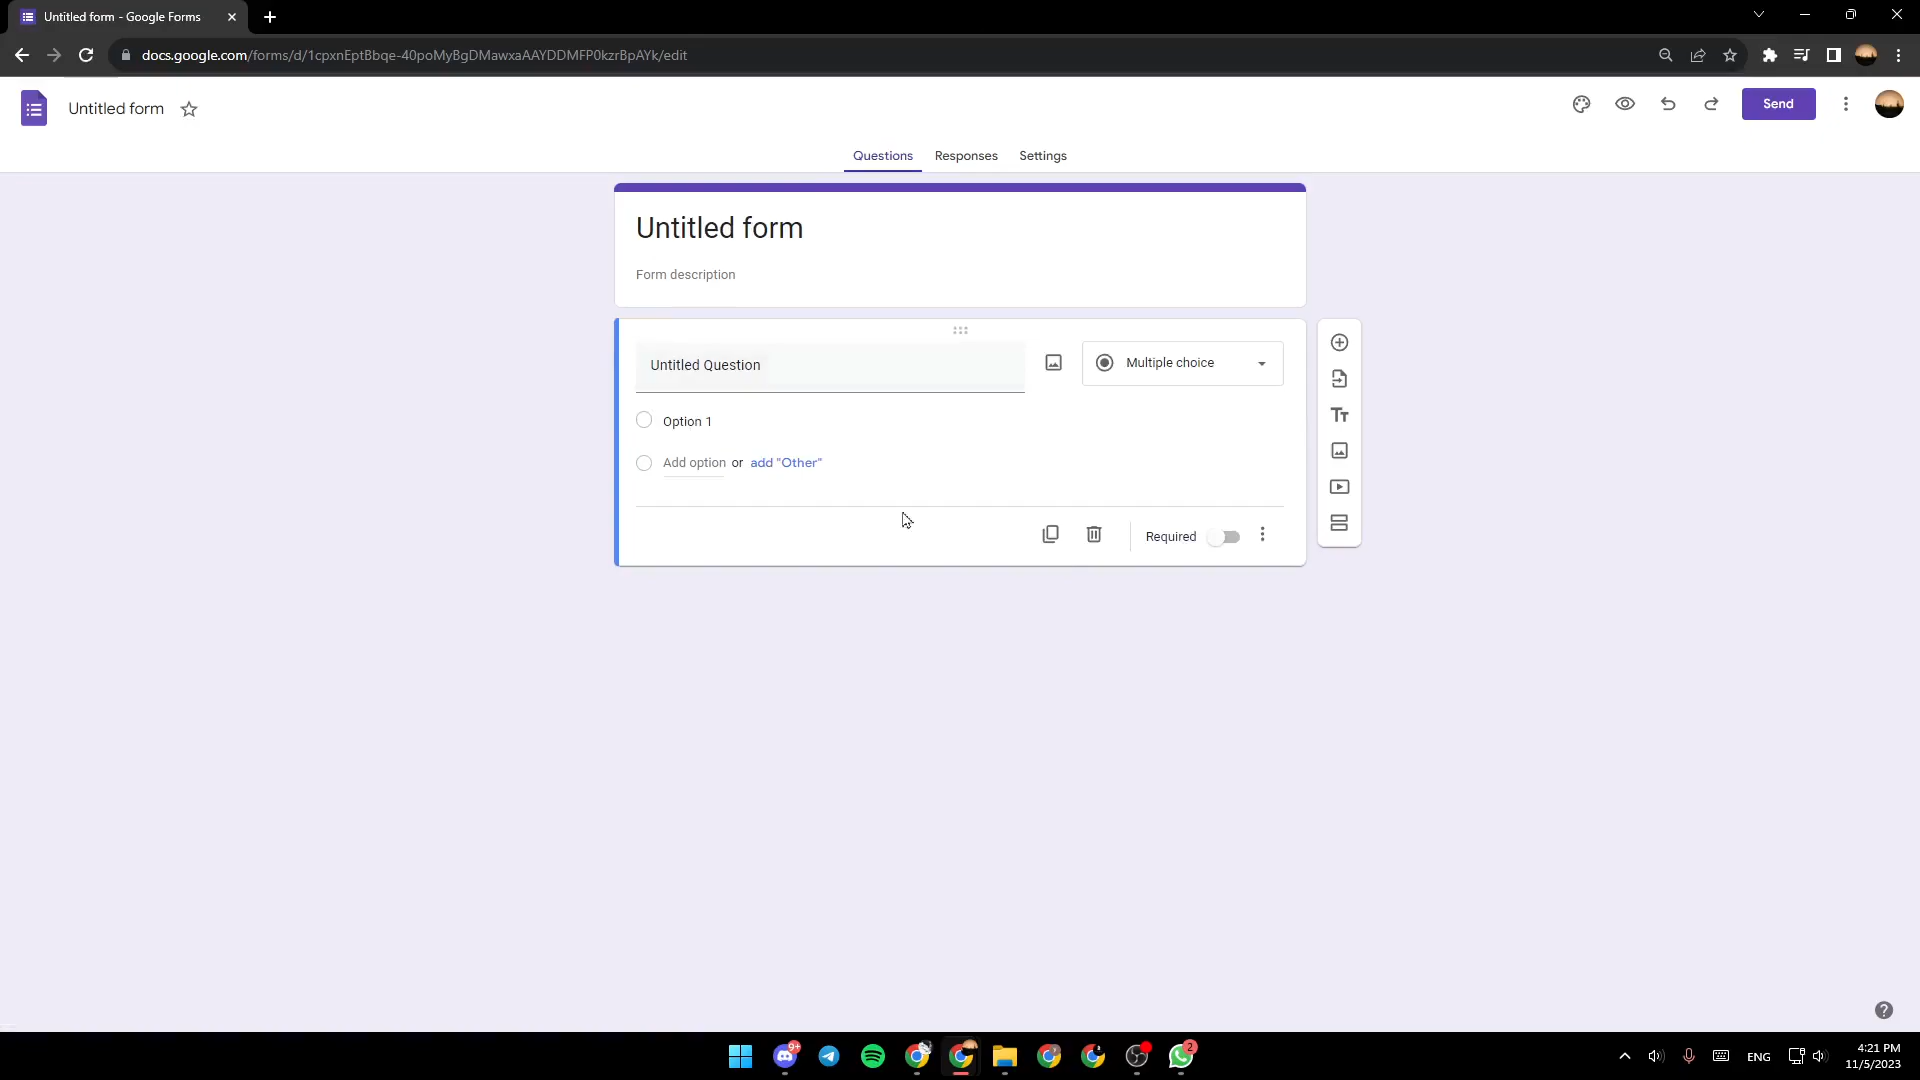 Untitled form - Google Forms
docs.google.com/forms/d/1cpxnEptBbqe-40poMyBgDMawxaAAYDDMFP0kzrBpAYk/edit
Untitled form
Send
Questions Responses Settings
Untitled form
Form description
Untitled Question
Multiple choice
Option 1
Add option or add "Other"
Required
9+
2
ENG
4:21 PM
11/5/2023